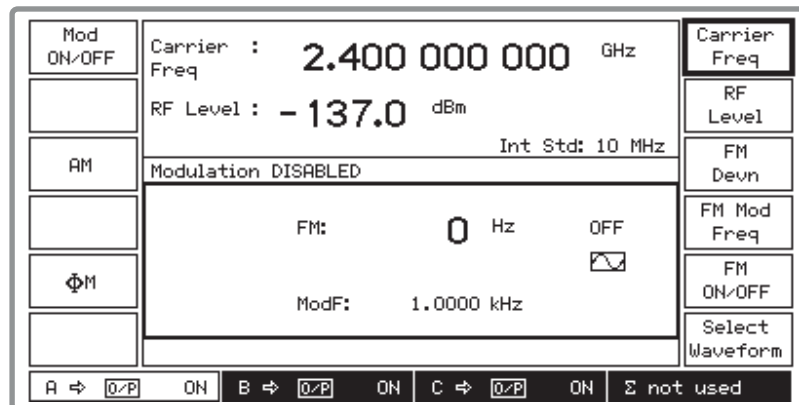 Mod
ON/OFF
AM
ΦM
Carrier :
Freq
2.400 000 000 GHz
RF Level : -137.0 dBm
Int Std: 10 MHz
Modulation DISABLED
FM: 0 Hz OFF
ModF: 1.0000 kHz
Carrier
Freq
RF
Level
FM
Devn
FM Mod
Freq
FM
ON/OFF
Select
Waveform
A ⇨ O/P ON B ⇨ O/P ON C ⇨ O/P ON Σ not used